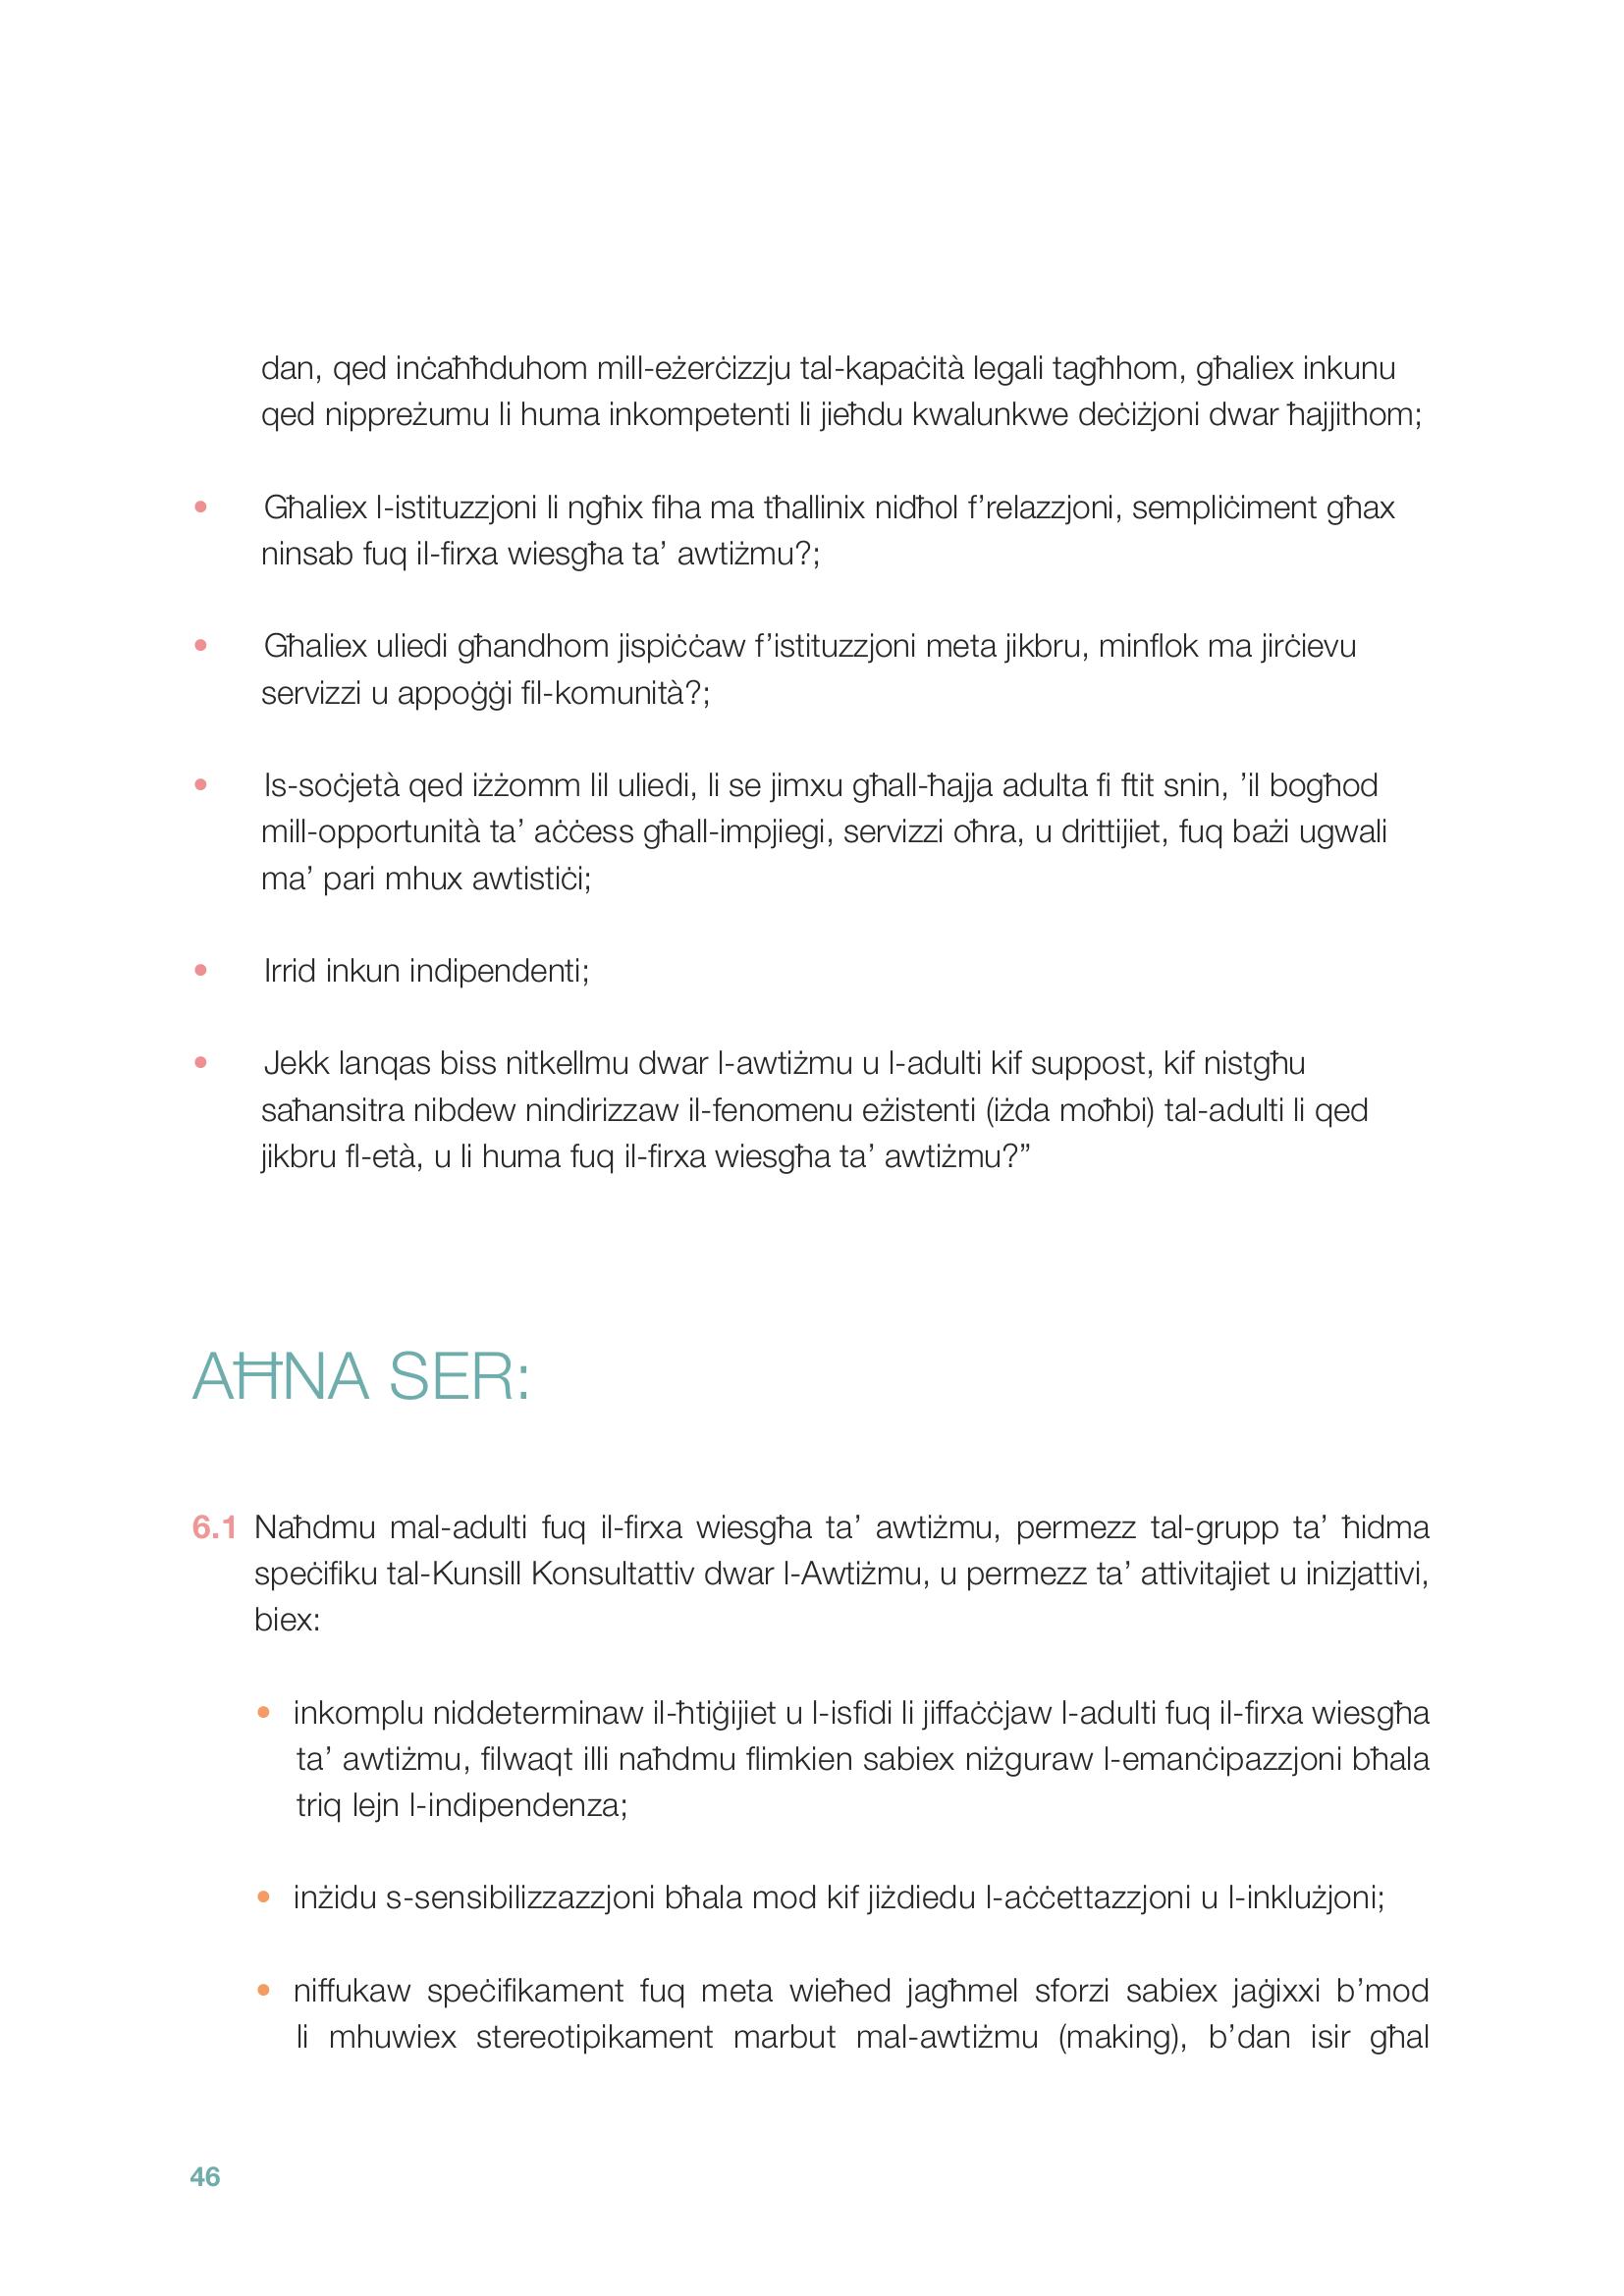 dan, qed inċaħħduhom mill-eżerċizzju tal-kapaċità legali tagħhom, għaliex inkunu
qed nippreżumu li huma inkompetenti li jieħdu kwalunkwe deċiżjoni dwar ħajjithom;
• Għaliex l-istituzzjoni li ngħix fiha ma tħallinix nidħol f’relazzjoni, sempliċiment għax
ninsab fuq il-firxa wiesgħa ta’ awtiżmu?;
• Għaliex uliedi għandhom jispiċċaw f’istituzzjoni meta jikbru, minflok ma jirċievu
servizzi u appoġġi fil-komunità?;
• Is-soċjetà qed iżżomm lil uliedi, li se jimxu għall-ħajja adulta fi ftit snin, ’il bogħod
mill-opportunità ta’ aċċess għall-impjiegi, servizzi oħra, u drittijiet, fuq bażi ugwali
ma’ pari mhux awtistiċi;
• Irrid inkun indipendenti;
• Jekk lanqas biss nitkellmu dwar l-awtiżmu u l-adulti kif suppost, kif nistgħu
saħansitra nibdew nindirizzaw il-fenomenu eżistenti (iżda moħbi) tal-adulti li qed
jikbru fl-età, u li huma fuq il-firxa wiesgħa ta’ awtiżmu?”
AĦNA SER:
6.1 Naħdmu mal-adulti fuq il-firxa wiesgħa ta’ awtiżmu, permezz tal-grupp ta’ ħidma
speċifiku tal-Kunsill Konsultattiv dwar l-Awtiżmu, u permezz ta’ attivitajiet u inizjattivi,
biex:
• inkomplu niddeterminaw il-ħtiġijiet u l-isfidi li jiffaċċjaw l-adulti fuq il-firxa wiesgħa
ta’ awtiżmu, filwaqt illi naħdmu flimkien sabiex niżguraw l-emanċipazzjoni bħala
triq lejn l-indipendenza;
• inżidu s-sensibilizzazzjoni bħala mod kif jiżdiedu l-aċċettazzjoni u l-inklużjoni;
• niffukaw speċifikament fuq meta wieħed jagħmel sforzi sabiex jaġixxi b’mod
li mhuwiex stereotipikament marbut mal-awtiżmu (making), b’dan isir għal
46